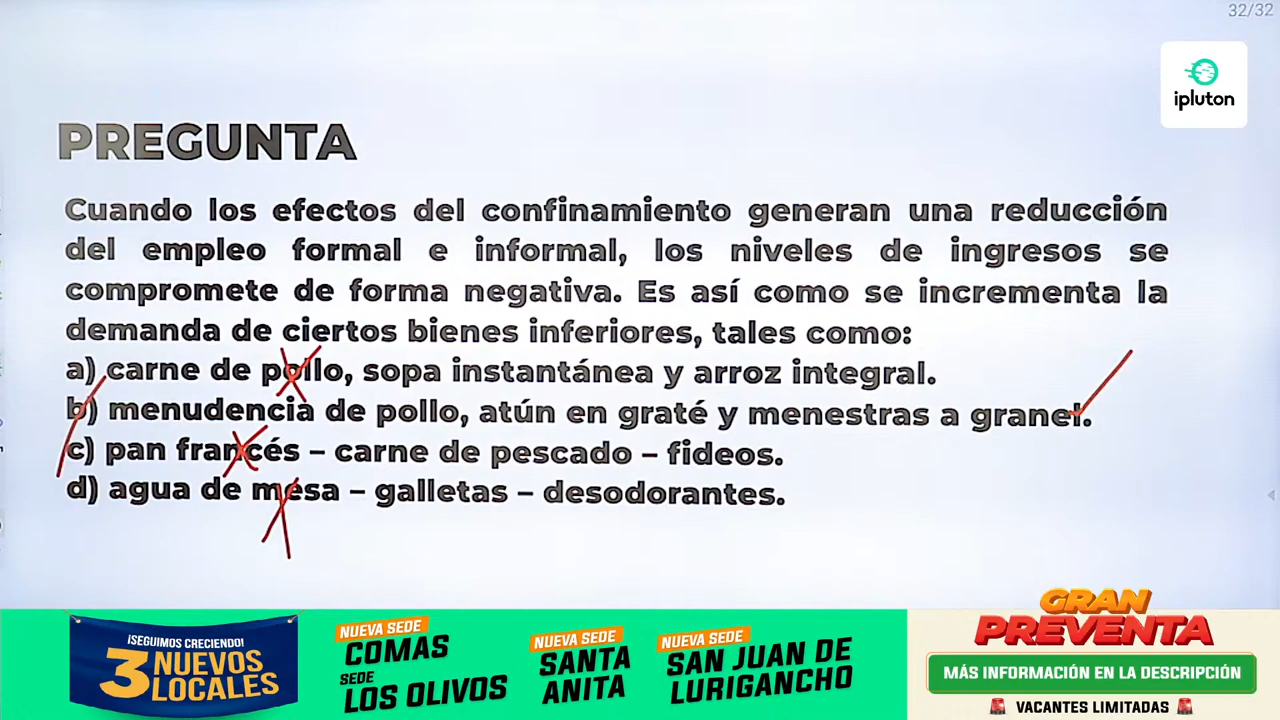 32/32
ipluton
PREGUNTA
Cuando los efectos del confinamiento generan una reducción
del empleo formal e informal, los niveles de ingresos se
compromete de forma negativa. Es así como se incrementa la
demanda de ciertos bienes inferiores, tales como:
a) carne de pollo, sopa instantánea y arroz integral.
b) menudencia de pollo, atún en graté y menestras a granel.
c) pan francés – carne de pescado – fideos.
d) agua de mesa – galletas – desodorantes.
¡SEGUIMOS CRECIENDO!
3 NUEVOS
LOCALES
NUEVA SEDE
COMAS
SEDE
LOS OLIVOS
NUEVA SEDE
SANTA
ANITA
NUEVA SEDE
SAN JUAN DE
LURIGANCHO
GRAN
PREVENTA
MÁS INFORMACIÓN EN LA DESCRIPCIÓN
VACANTES LIMITADAS